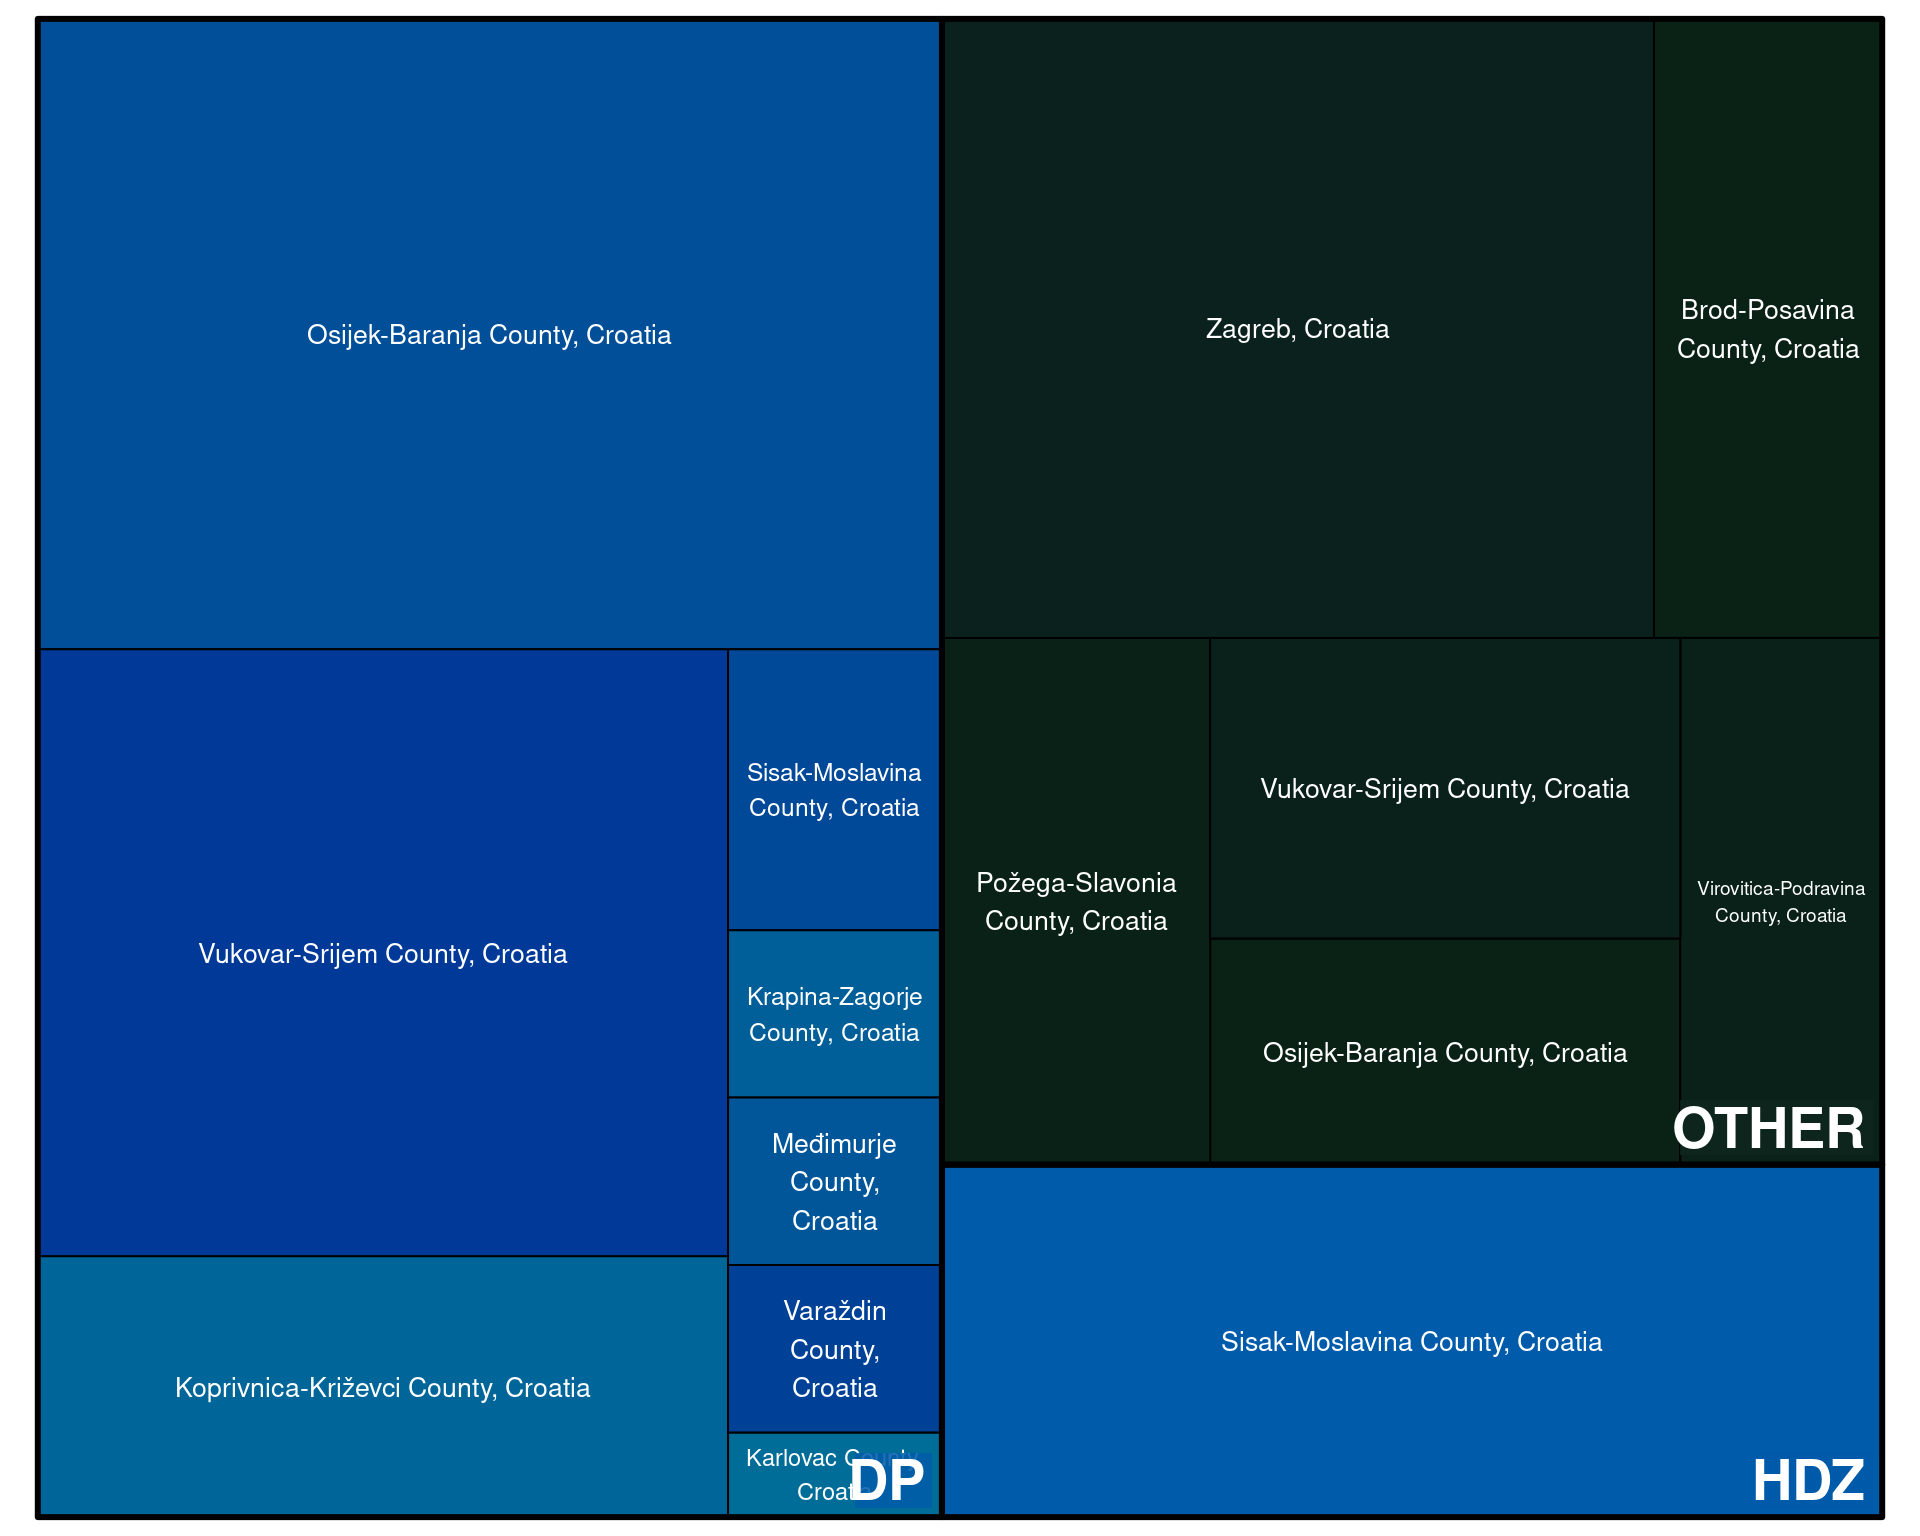 Osijek-Baranja County, Croatia
Vukovar-Srijem County, Croatia
Koprivnica-Križevci County, Croatia
Sisak-Moslavina
County, Croatia
Krapina-Zagorje
County, Croatia
Međimurje
County,
Croatia
Varaždin
County,
Croatia
Karlovac County,
Croatia
DP
Zagreb, Croatia
Brod-Posavina
County, Croatia
Požega-Slavonia
County, Croatia
Vukovar-Srijem County, Croatia
Osijek-Baranja County, Croatia
Virovitica-Podravina
County, Croatia
OTHER
Sisak-Moslavina County, Croatia
HDZ